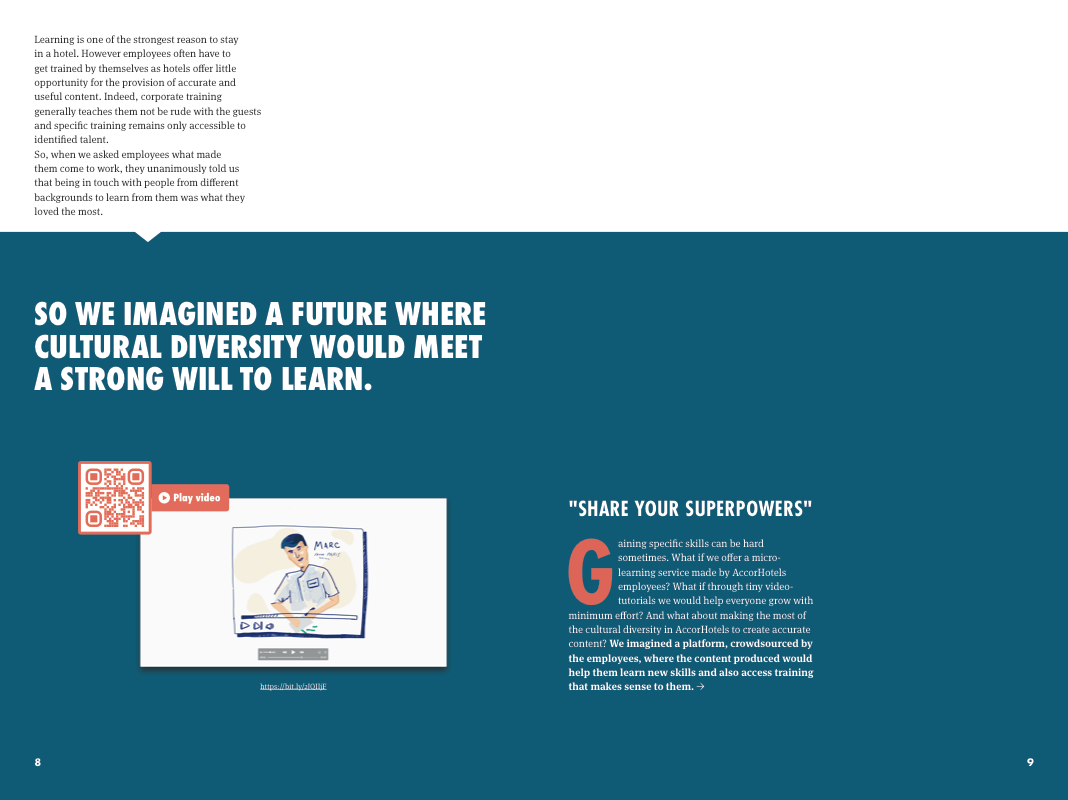 Learning is one of the strongest reason to stay
in a hotel. However employees often have to
get trained by themselves as hotels offer little
opportunity for the provision of accurate and
useful content. Indeed, corporate training
generally teaches them not be rude with the guests
and specific training remains only accessible to
identified talent.
So, when we asked employees what made
them come to work, they unanimously told us
that being in touch with people from different
backgrounds to learn from them was what they
loved the most.
SO WE IMAGINED A FUTURE WHERE
CULTURAL DIVERSITY WOULD MEET
A STRONG WILL TO LEARN.
Play video
MARC
"SHARE YOUR SUPERPOWERS"
Gaining specific skills can be hard
sometimes. What if we offer a micro-
learning service made by AccorHotels
employees? What if through tiny video-
tutorials we would help everyone grow with
minimum effort? And what about making the most of
the cultural diversity in AccorHotels to create accurate
content? We imagined a platform, crowdsourced by
the employees, where the content produced would
help them learn new skills and also access training
that makes sense to them. →
8
9